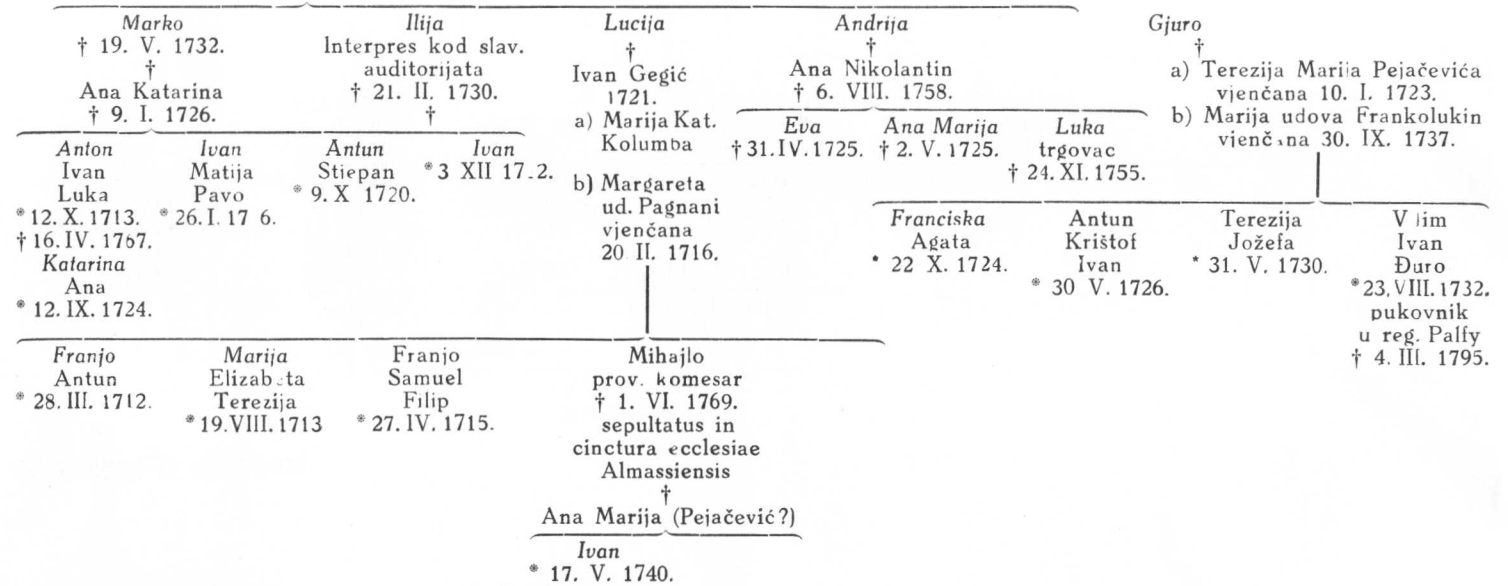 Marko
† 19. V. 1732.
†
Ana Katarina
† 9. I. 1726.
Ilija
Interpres kod slav.
auditorijata
† 21. II. 1730.
†
Lucija
†
Ivan Gegić
1721.
a) Marija Kat.
Kolumba
b) Margareta
ud. Pagnani
vjenčana
20 II. 1716.
Andrija
†
Ana Nikolantin
† 6. VIII. 1758.
Gjuro
†
a) Terezija Marija Pejačevića
vjenčana 10. I. 1723.
b) Marija udova Frankolukin
vjenčana 30. IX. 1737.
Anton
Ivan
Luka
* 12. X. 1713.
† 16. IV. 1767.
Katarina
Ana
* 12. IX. 1724.
Ivan
Matija
Pavo
* 26. I.
Antun
Stiepan
* 9. X 1720.
Ivan
* 3 XII
Eva
† 31. IV. 1725.
Ana Marija
† 2. V. 1725.
Luka
trgovac
† 24. XI. 1755.
Franciska
Agata
* 22 X. 1724.
Antun
Krištof
Ivan
* 30 V. 1726.
Terezija
Jožefa
* 31. V. 1730.
Ivan
Đuro
* 23, VIII. 1732.
pukovnik
u reg. Palfy
† 4. III. 1795.
Franjo
Antun
* 28. III. 1712.
Marija
Elizabeta
Terezija
* 19. VIII. 1713
Franjo
Samuel
Filip
* 27. IV. 1715.
Mihajlo
prov. komesar
† 1. VI. 1769.
sepultatus in
cinctura ecclesiae
Almassiensis
†
Ana Marija (Pejačević?)
Ivan
* 17. V. 1740.